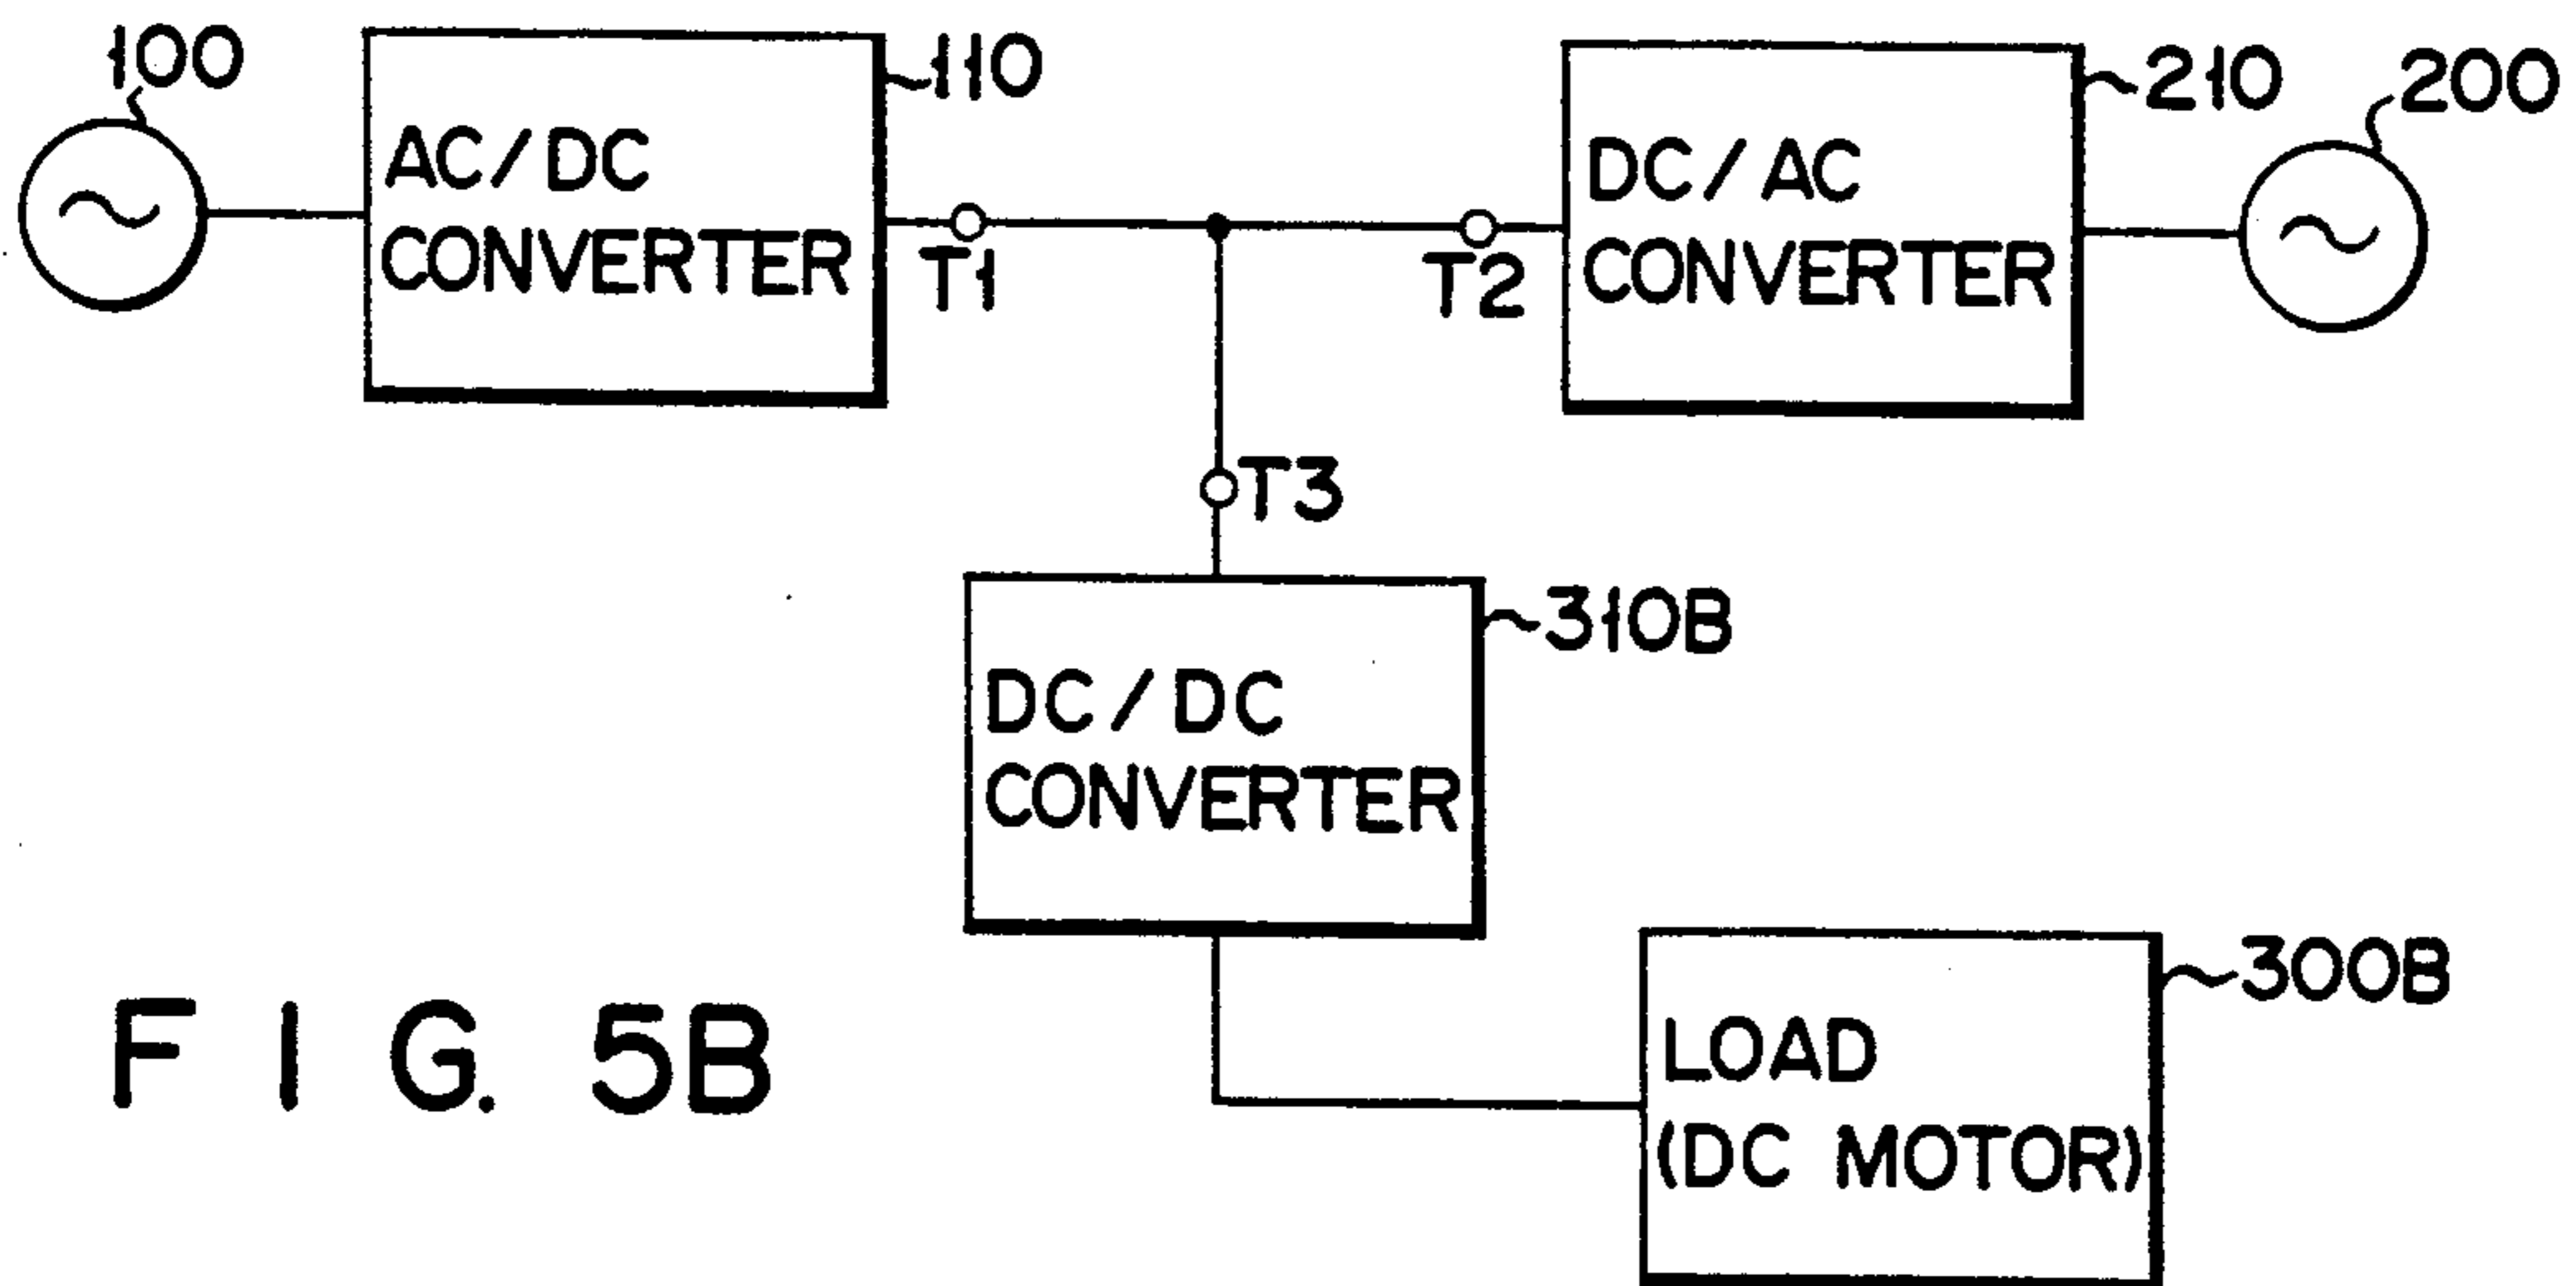 100
110
210
200
AC/DC
CONVERTER
DC/AC
CONVERTER
T1
T2
T3
310B
DC/DC
CONVERTER
300B
LOAD
(DC MOTOR)
FIG. 5B